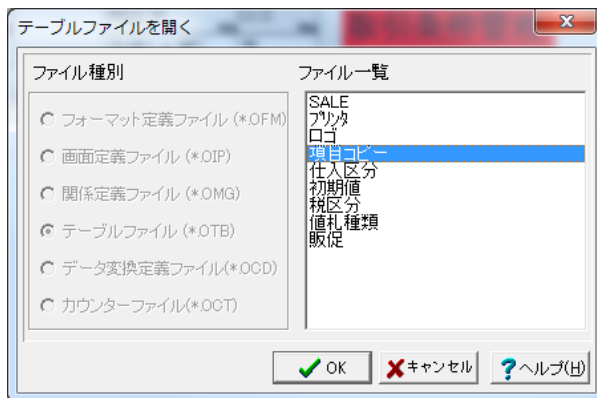 テーブルファイルを開く
ファイル種別
フォーマット定義ファイル (*.OFM)
画面定義ファイル (*.OIP)
関係定義ファイル (*.OMG)
テーブルファイル (*.OTB)
データ変換定義ファイル(*.OCD)
カウンターファイル(*.OCT)
ファイル一覧
SALE
プリンタ
ロゴ
項目コピー
仕入区分
初期値
税区分
値札種類
販促
OK
キャンセル
ヘルプ(H)